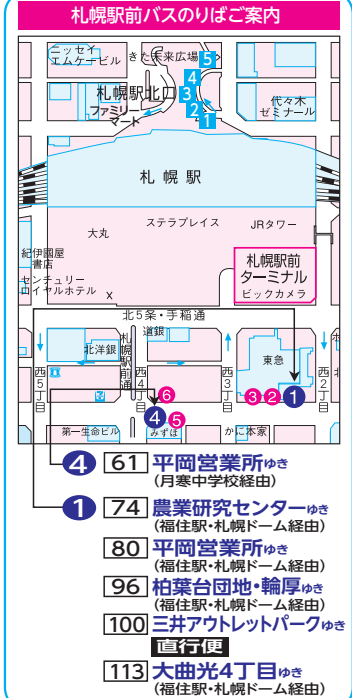 札幌駅前バスのりばご案内
ニッセイ
エムケービル
きた未来広場
5
4
3
2
1
札幌駅北口
ファミリー
マート
代々木
ゼミナール
札幌駅
大丸
ステラプレイス
JRタワー
紀伊國屋
書店
センチュリー
ロイヤルホテル
札幌駅前
ターミナル
ビックカメラ
北5条・手稲通
道銀
北洋銀
札幌駅前通
東急
西5丁目
西4丁目
西3丁目
西2丁目
6
4
5
3
2
1
第一生命ビル
みずほ
かに本家
4 61 平岡営業所ゆき
(月寒中学校経由)
1 74 農業研究センターゆき
(福住駅・札幌ドーム経由)
80 平岡営業所ゆき
(福住駅・札幌ドーム経由)
96 柏葉台団地・輪厚ゆき
(福住駅・札幌ドーム経由)
100 三井アウトレットパークゆき
直行便
113 大曲光4丁目ゆき
(福住駅・札幌ドーム経由)